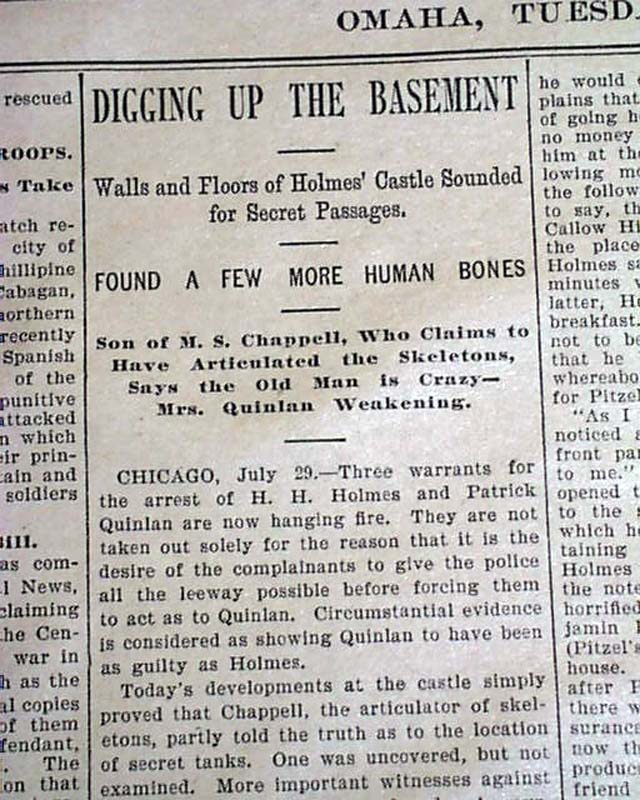 OMAHA, TUESD
rescued
ROOPS.
s Take
atch re-
city of
hillipine
Cabagan,
northern
recently
Spanish
of the
punitive
attacked
n which
eir prin-
tain and
soldiers
BIII.
as com-
l News,
claiming
the Cen-
war in
h as the
al copies
of them
fendant,
. The
on that
DIGGING UP THE BASEMENT
Walls and Floors of Holmes' Castle Sounded
for Secret Passages.
FOUND A FEW MORE HUMAN BONES
Son of M. S. Chappell, Who Claims to
Have Articulated the Skeletons,
Says the Old Man is Crazy—
Mrs. Quinlan Weakening.
CHICAGO, July 29.—Three warrants for
the arrest of H. H. Holmes and Patrick
Quinlan are now hanging fire. They are not
taken out solely for the reason that it is the
desire of the complainants to give the police
all the leeway possible before forcing them
to act as to Quinlan. Circumstantial evidence
is considered as showing Quinlan to have been
as guilty as Holmes.
Today's developments at the castle simply
proved that Chappell, the articulator of skel-
etons, partly told the truth as to the location
of secret tanks. One was uncovered, but not
examined. More important witnesses against
he would
plains that
of going h
no money
him at the
lowing mo
the follow
to say, th
Callow Hi
the place
Holmes sa
minutes v
latter, Ho
breakfast.
not to be
that he
whereabo
for Pitzel
"As I
noticed a
front par
to me."
opened t
to the s
which he
taining
Holmes
the note
horrified
jamin P
(Pitzel's
house.
after P
there w
surance
now th
produc
friend